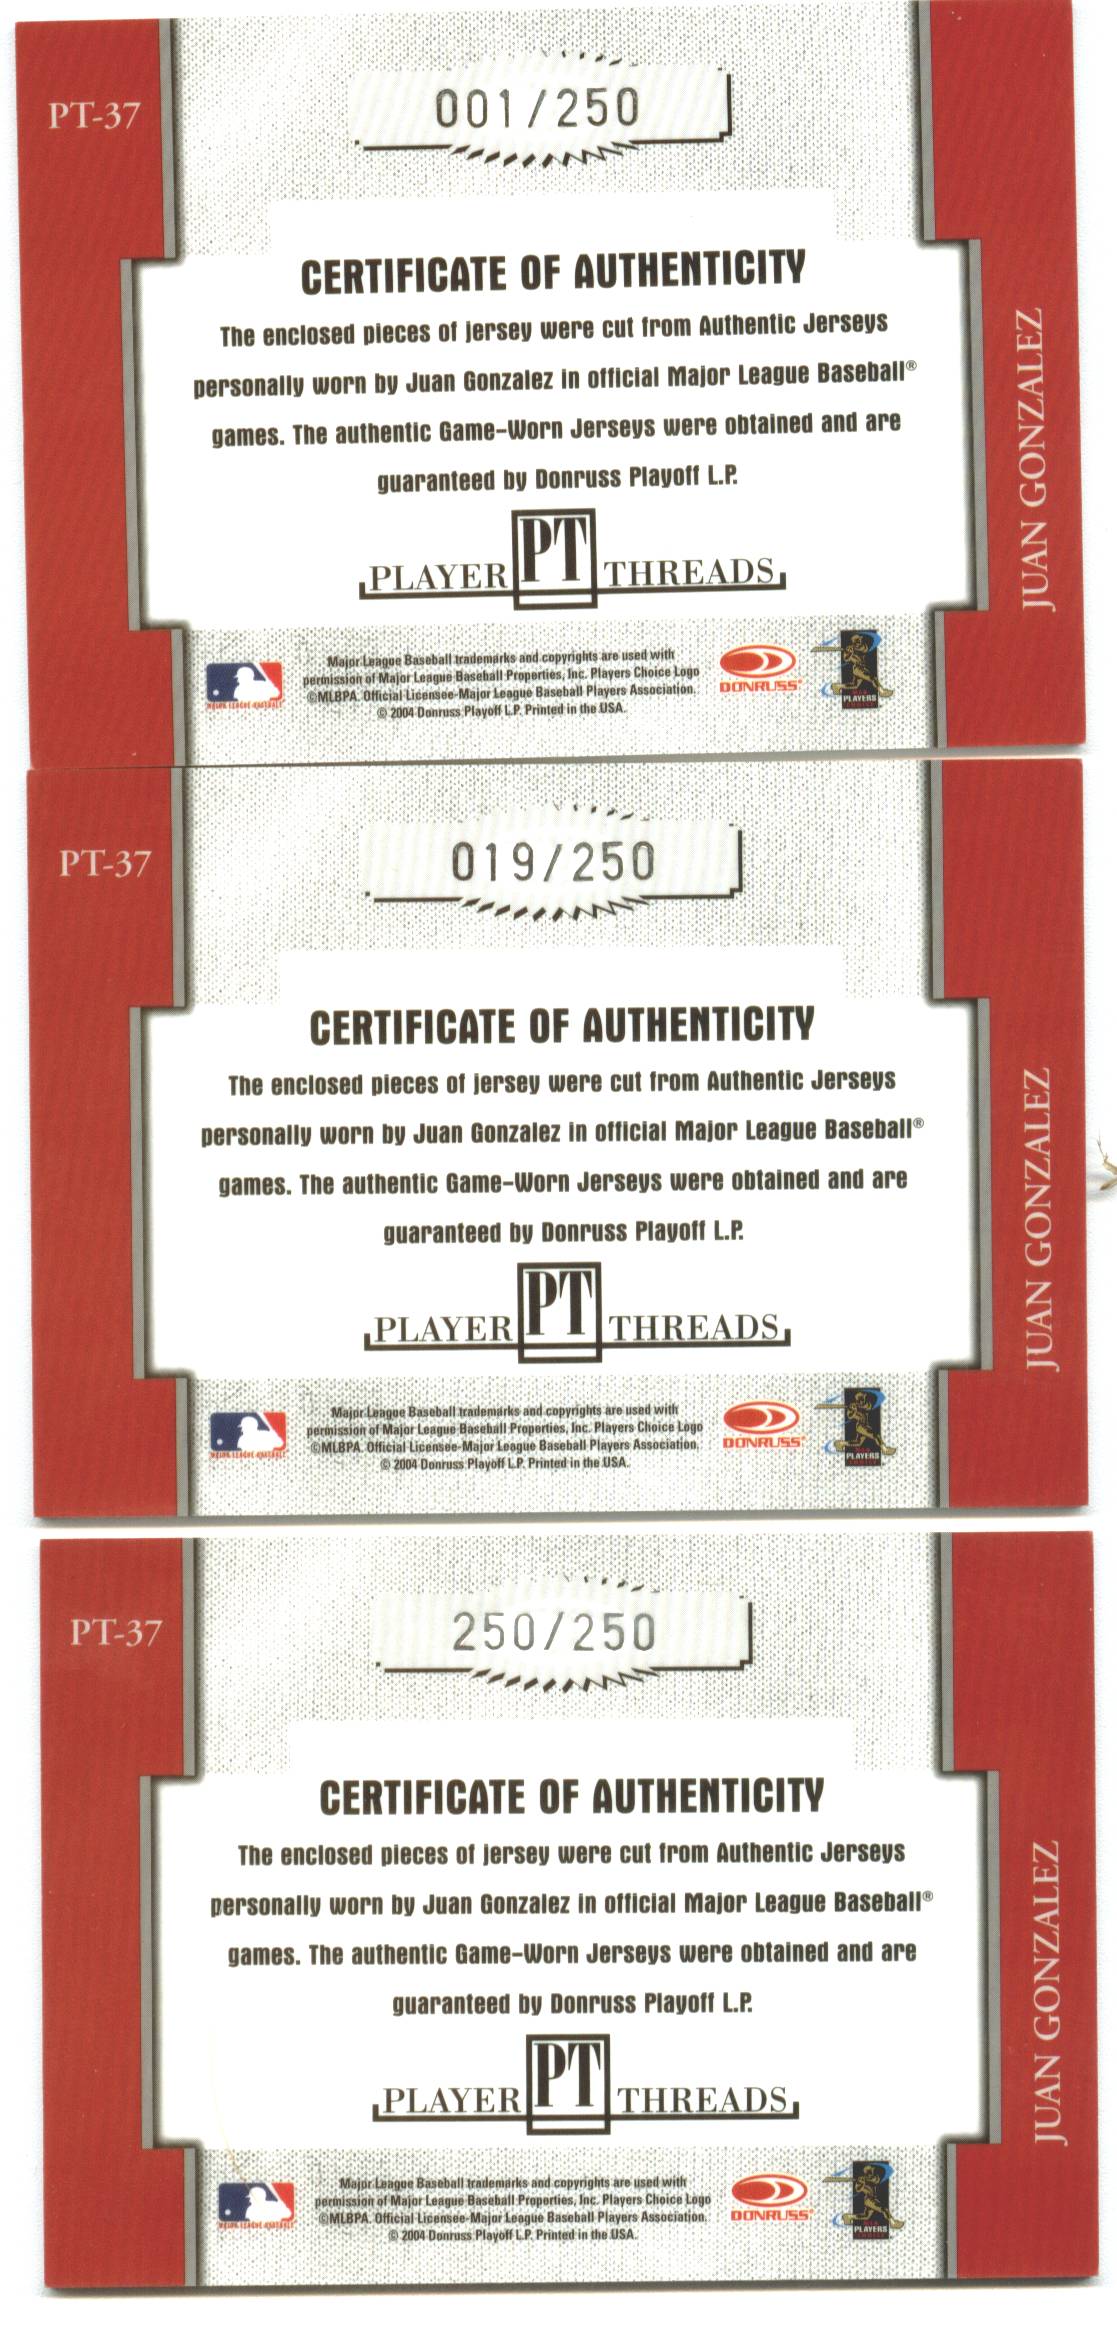 PT-37
001/250
CERTIFICATE OF AUTHENTICITY
The enclosed pieces of jersey were cut from Authentic Jerseys
personally worn by Juan Gonzalez in official Major League Baseball®
games. The authentic Game-Worn Jerseys were obtained and are
guaranteed by Donruss Playoff L.P.
PLAYER PT THREADS
JUAN GONZALEZ
MAJOR LEAGUE BASEBALL
Major League Baseball trademarks and copyrights are used with
permission of Major League Baseball Properties, Inc. Players Choice Logo
©MLBPA. Official Licensee-Major League Baseball Players Association.
© 2004 Donruss Playoff L.P. Printed in the USA.
DONRUSS
PLAYERS
PT-37
019/250
CERTIFICATE OF AUTHENTICITY
The enclosed pieces of jersey were cut from Authentic Jerseys
personally worn by Juan Gonzalez in official Major League Baseball®
games. The authentic Game-Worn Jerseys were obtained and are
guaranteed by Donruss Playoff L.P.
PLAYER PT THREADS
JUAN GONZALEZ
MAJOR LEAGUE BASEBALL
Major League Baseball trademarks and copyrights are used with
permission of Major League Baseball Properties, Inc. Players Choice Logo
©MLBPA. Official Licensee-Major League Baseball Players Association.
© 2004 Donruss Playoff L.P. Printed in the USA.
DONRUSS
PLAYERS
PT-37
250/250
CERTIFICATE OF AUTHENTICITY
The enclosed pieces of jersey were cut from Authentic Jerseys
personally worn by Juan Gonzalez in official Major League Baseball®
games. The authentic Game-Worn Jerseys were obtained and are
guaranteed by Donruss Playoff L.P.
PLAYER PT THREADS
JUAN GONZALEZ
MAJOR LEAGUE BASEBALL
Major League Baseball trademarks and copyrights are used with
permission of Major League Baseball Properties, Inc. Players Choice Logo
©MLBPA. Official Licensee-Major League Baseball Players Association.
© 2004 Donruss Playoff L.P. Printed in the USA.
DONRUSS
PLAYERS